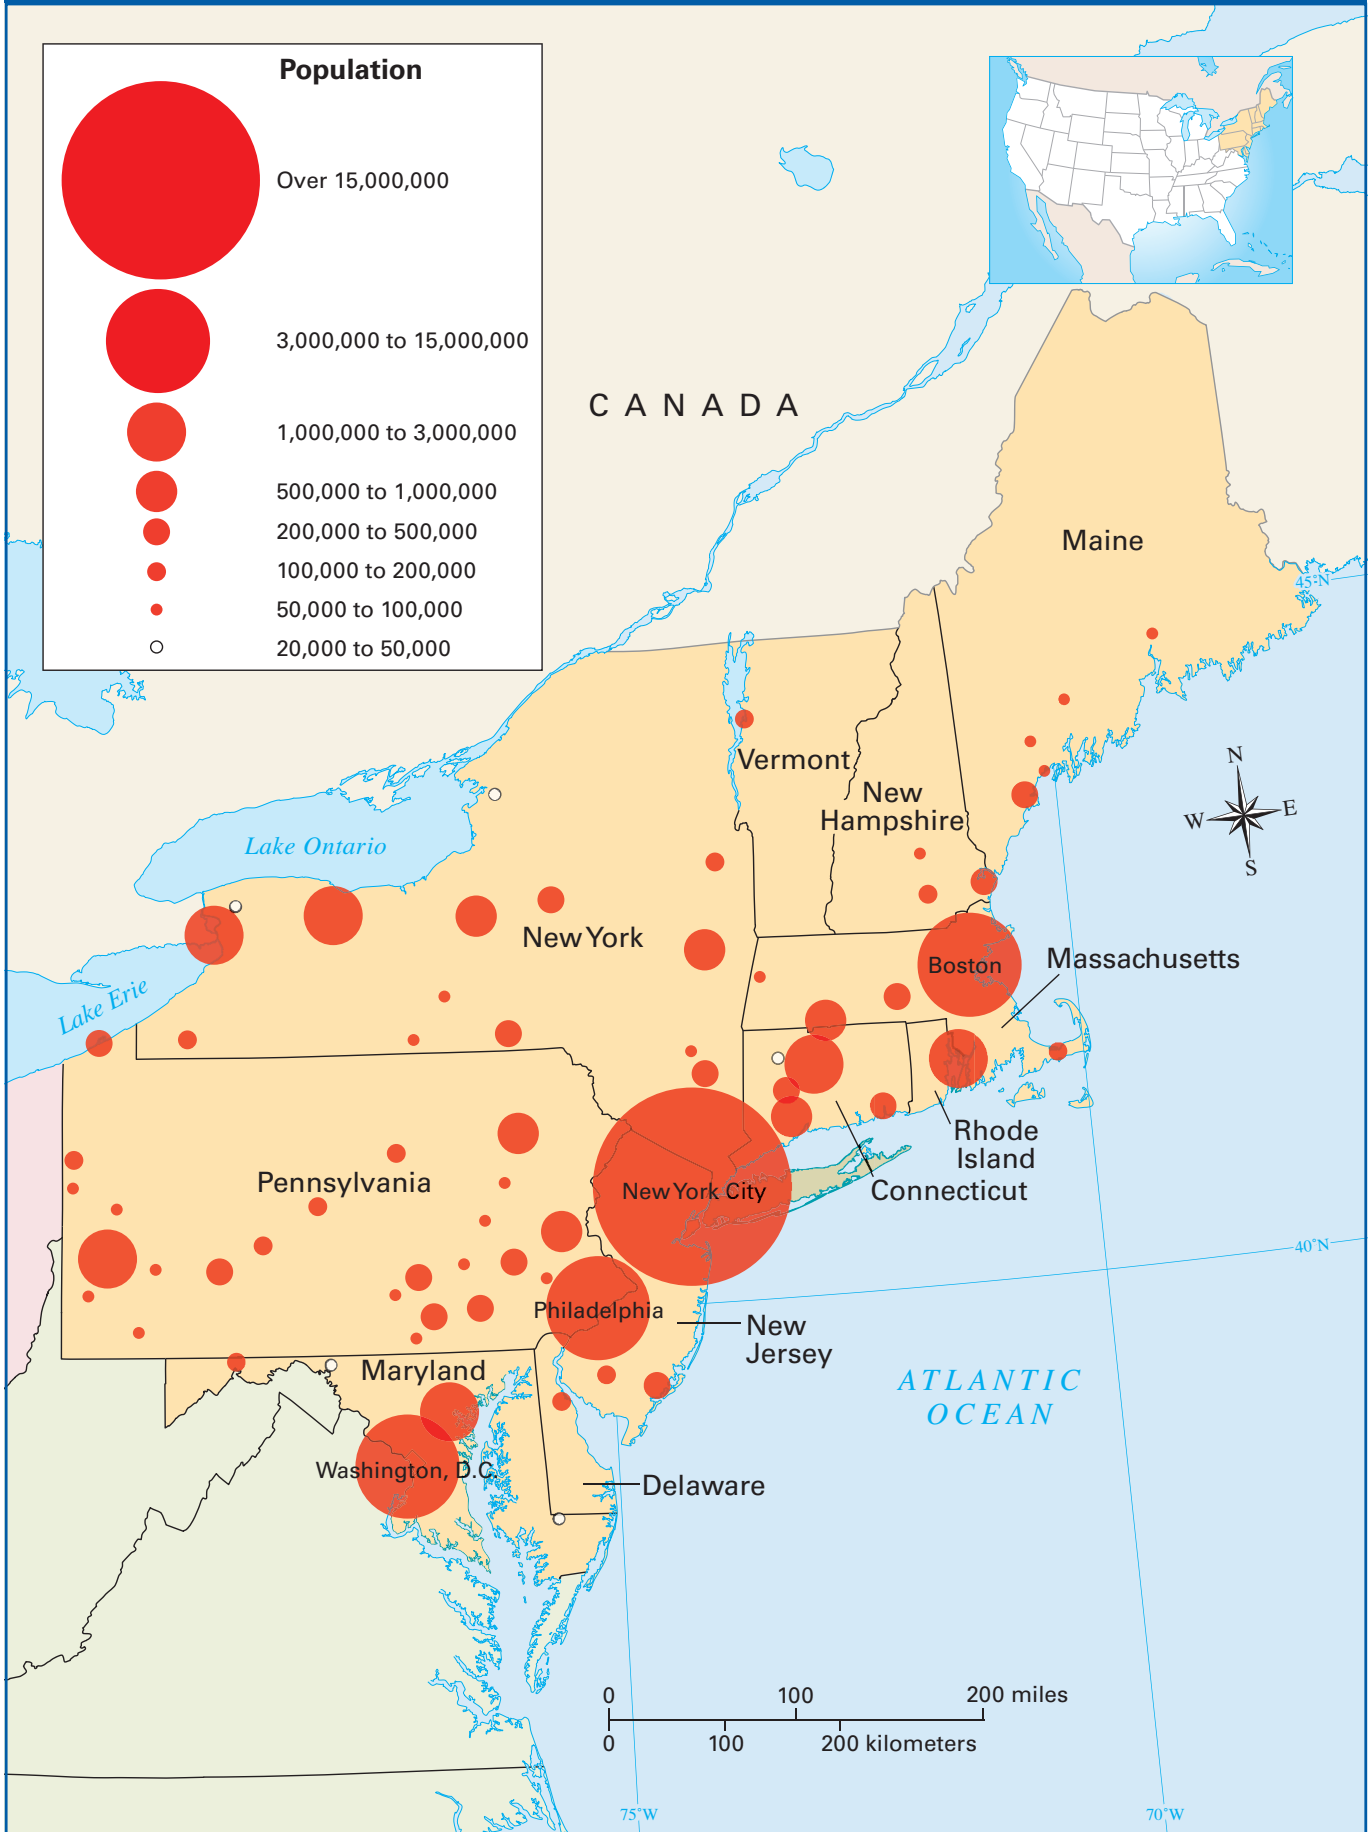 Population
Over 15,000,000
3,000,000 to 15,000,000
1,000,000 to 3,000,000
500,000 to 1,000,000
200,000 to 500,000
100,000 to 200,000
50,000 to 100,000
20,000 to 50,000
CANADA
Maine
45°N
Vermont
New
Hampshire
N
W
E
S
Lake Ontario
New York
Boston
Massachusetts
Lake Erie
Rhode
Island
Connecticut
Pennsylvania
New York City
40°N
Philadelphia
New
Jersey
Maryland
ATLANTIC
OCEAN
Washington, D.C.
Delaware
0 100 200 miles
0 100 200 kilometers
75°W
70°W